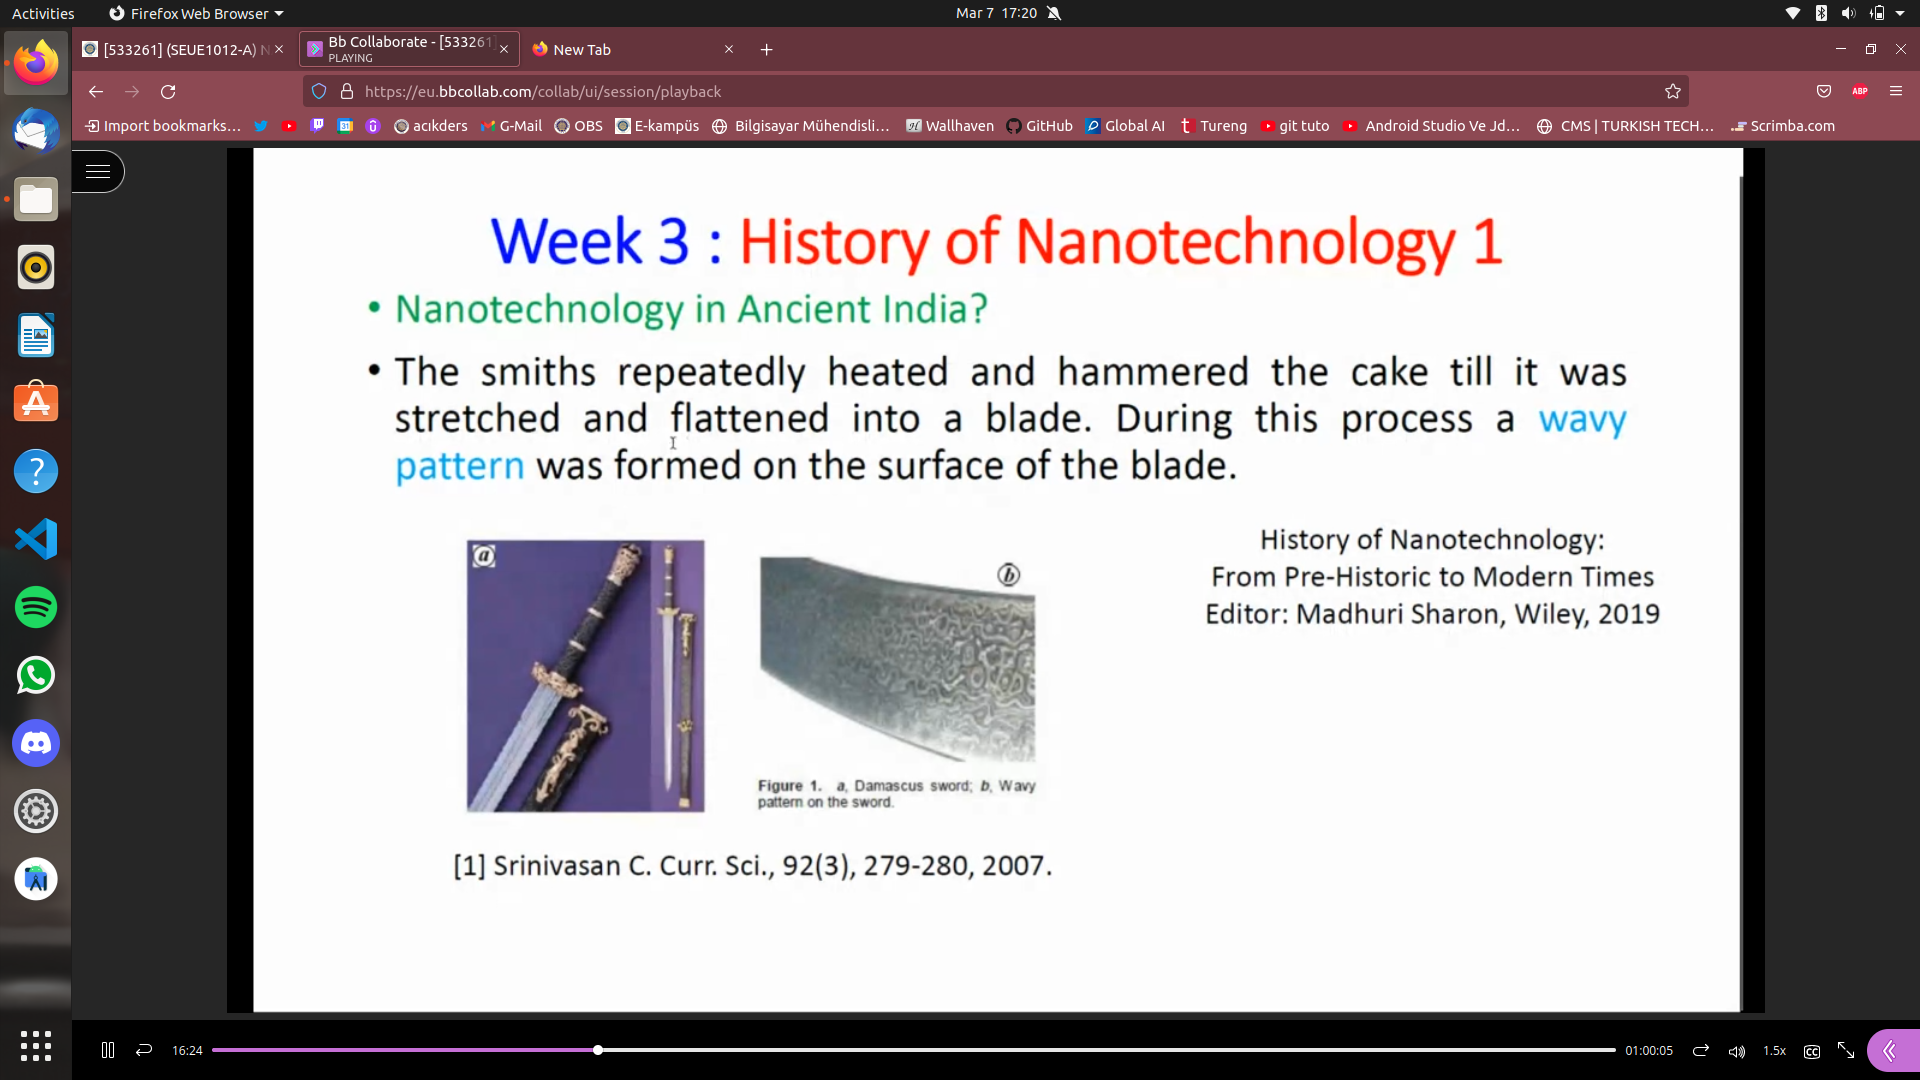 Activities
Firefox Web Browser
Mar 7 17:20
[533261] (SEUE1012-A) N
Bb Collaborate - [533261]
PLAYING
New Tab
https://eu.bbcollab.com/collab/ui/session/playback
ABP
Import bookmarks...
31
acıkders
G-Mail
OBS
E-kampüs
Bilgisayar Mühendisli...
Wallhaven
GitHub
Global AI
Tureng
git tuto
Android Studio Ve Jd...
CMS | TURKISH TECH...
Scrimba.com
Week 3 : History of Nanotechnology 1
• Nanotechnology in Ancient India?
• The smiths repeatedly heated and hammered the cake till it was
stretched and flattened into a blade. During this process a wavy
pattern was formed on the surface of the blade.
a
b
History of Nanotechnology:
From Pre-Historic to Modern Times
Editor: Madhuri Sharon, Wiley, 2019
Figure 1. a, Damascus sword; b, Wavy
pattern on the sword.
[1] Srinivasan C. Curr. Sci., 92(3), 279-280, 2007.
16:24
01:00:05
1.5x
CC